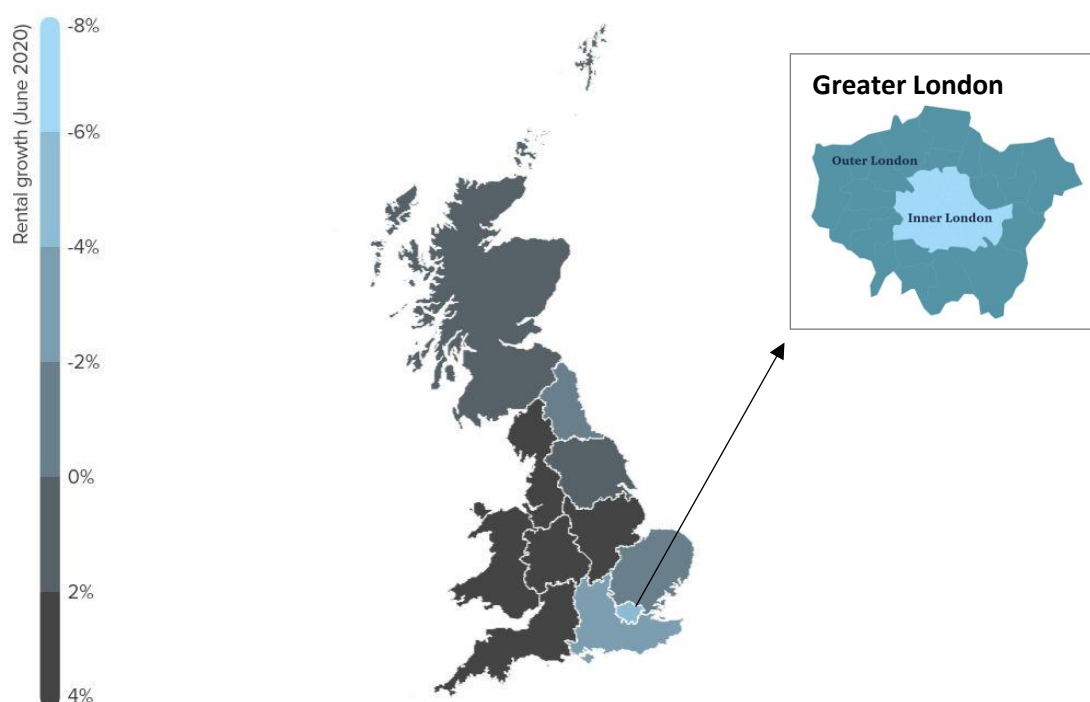 Rental growth (June 2020)
-8%
-6%
-4%
-2%
0%
2%
4%
Greater London
Outer London
Inner London